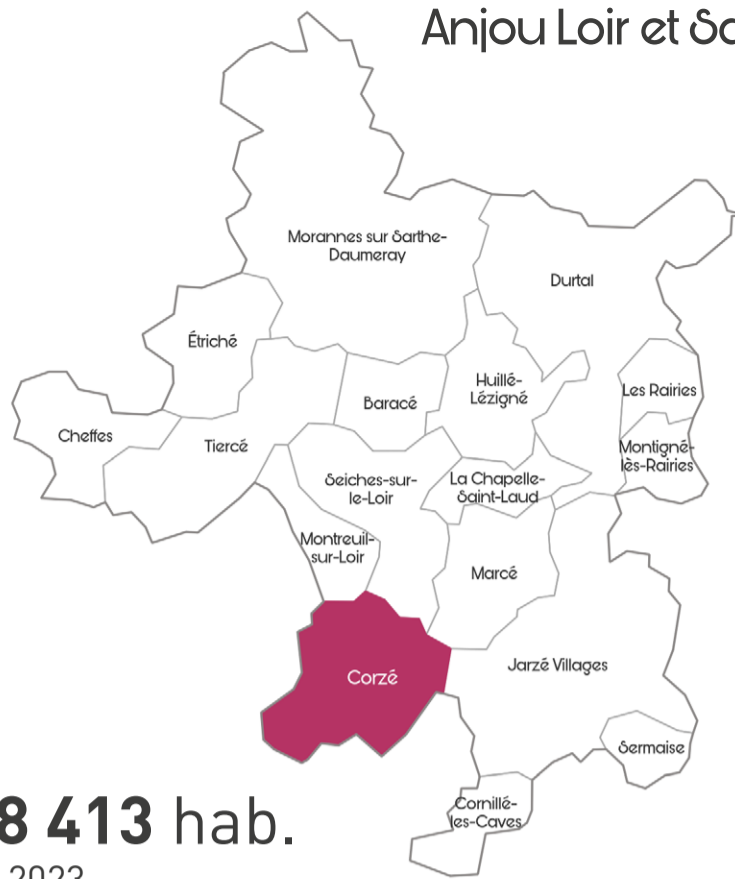 Anjou Loir et
Morannes sur Sarthe-
Daumeray
Durtal
Étriché
Huillé-
Lézigné
Les Rairies
Baracé
Cheffes
Tiercé
Montigné-
lès-Rairies
Seiches-sur-
le-Loir
La Chapelle-
Saint-Laud
Montreuil-
sur-Loir
Marcé
Jarzé Villages
Corzé
Sermaise
Cornillé-
les-Caves
8 413 hab.
2023